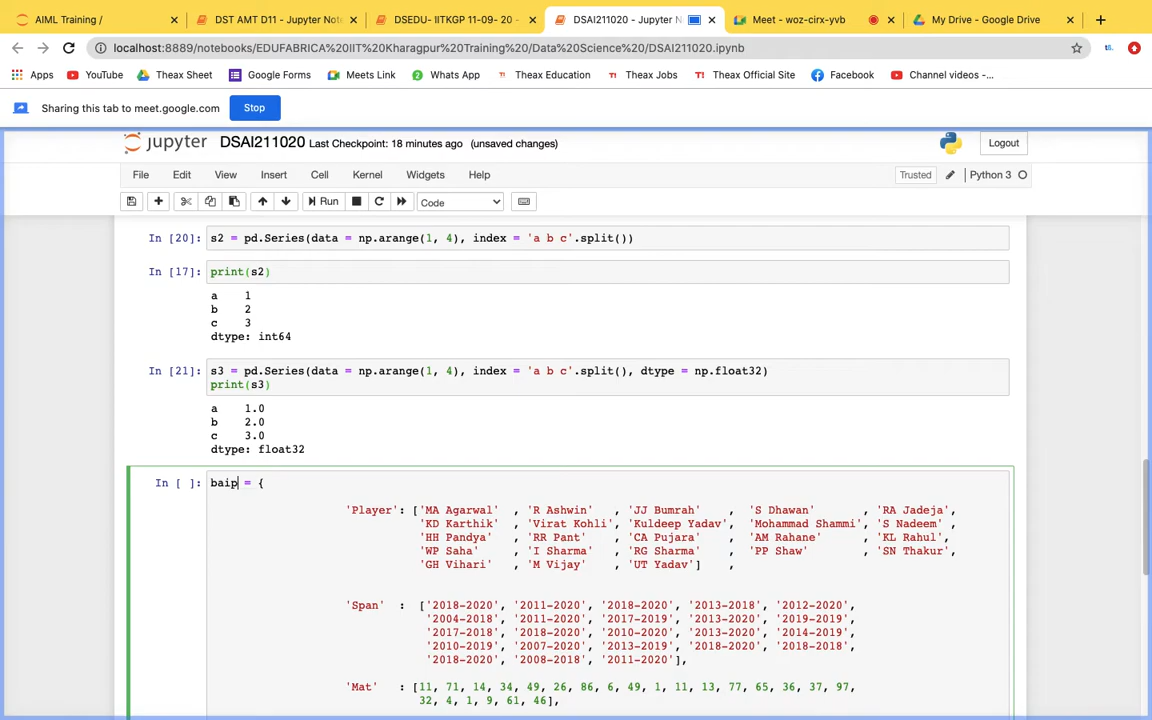 AIML Training / DST AMT D11 - Jupyter Note DSEDU- IITKGP 11-09- 20 - DSAI211020 - Jupyter N Meet - woz-cirx-yvb My Drive - Google Drive
localhost:8889/notebooks/EDUFABRICA%20IIT%20Kharagpur%20Training%20/Data%20Science%20/DSAI211020.ipynb
Apps YouTube Theax Sheet Google Forms Meets Link Whats App Theax Education Theax Jobs Theax Official Site Facebook Channel videos -...
Sharing this tab to meet.google.com Stop
jupyter DSAI211020 Last Checkpoint: 18 minutes ago (unsaved changes) Logout
File Edit View Insert Cell Kernel Widgets Help Trusted Python 3
Run Code
In [20]: s2 = pd.Series(data = np.arange(1, 4), index = 'a b c'.split())
In [17]: print(s2)
a 1
b 2
c 3
dtype: int64
In [21]: s3 = pd.Series(data = np.arange(1, 4), index = 'a b c'.split(), dtype = np.float32)
print(s3)
a 1.0
b 2.0
c 3.0
dtype: float32
In [ ]: baip = {
'Player': ['MA Agarwal' , 'R Ashwin' , 'JJ Bumrah' , 'S Dhawan' , 'RA Jadeja',
'KD Karthik' , 'Virat Kohli', 'Kuldeep Yadav', 'Mohammad Shammi', 'S Nadeem' ,
'HH Pandya' , 'RR Pant' , 'CA Pujara' , 'AM Rahane' , 'KL Rahul',
'WP Saha' , 'I Sharma' , 'RG Sharma' , 'PP Shaw' , 'SN Thakur',
'GH Vihari' , 'M Vijay' , 'UT Yadav'] ,
'Span' : ['2018-2020', '2011-2020', '2018-2020', '2013-2018', '2012-2020',
'2004-2018', '2011-2020', '2017-2019', '2013-2020', '2019-2019',
'2017-2018', '2018-2020', '2010-2020', '2013-2020', '2014-2019',
'2010-2019', '2007-2020', '2013-2019', '2018-2020', '2018-2018',
'2018-2020', '2008-2018', '2011-2020'],
'Mat' : [11, 71, 14, 34, 49, 26, 86, 6, 49, 1, 11, 13, 77, 65, 36, 37, 97,
32, 4, 1, 9, 61, 46],